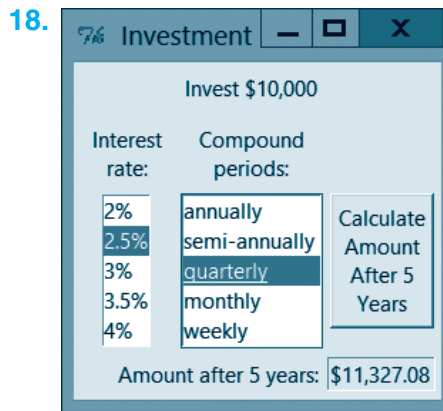 18.
Investment
Invest $10,000
Interest rate:
Compound periods:
2%
2.5%
3%
3.5%
4%
annually
semi-annually
quarterly
monthly
weekly
Calculate
Amount
After 5
Years
Amount after 5 years: $11,327.08